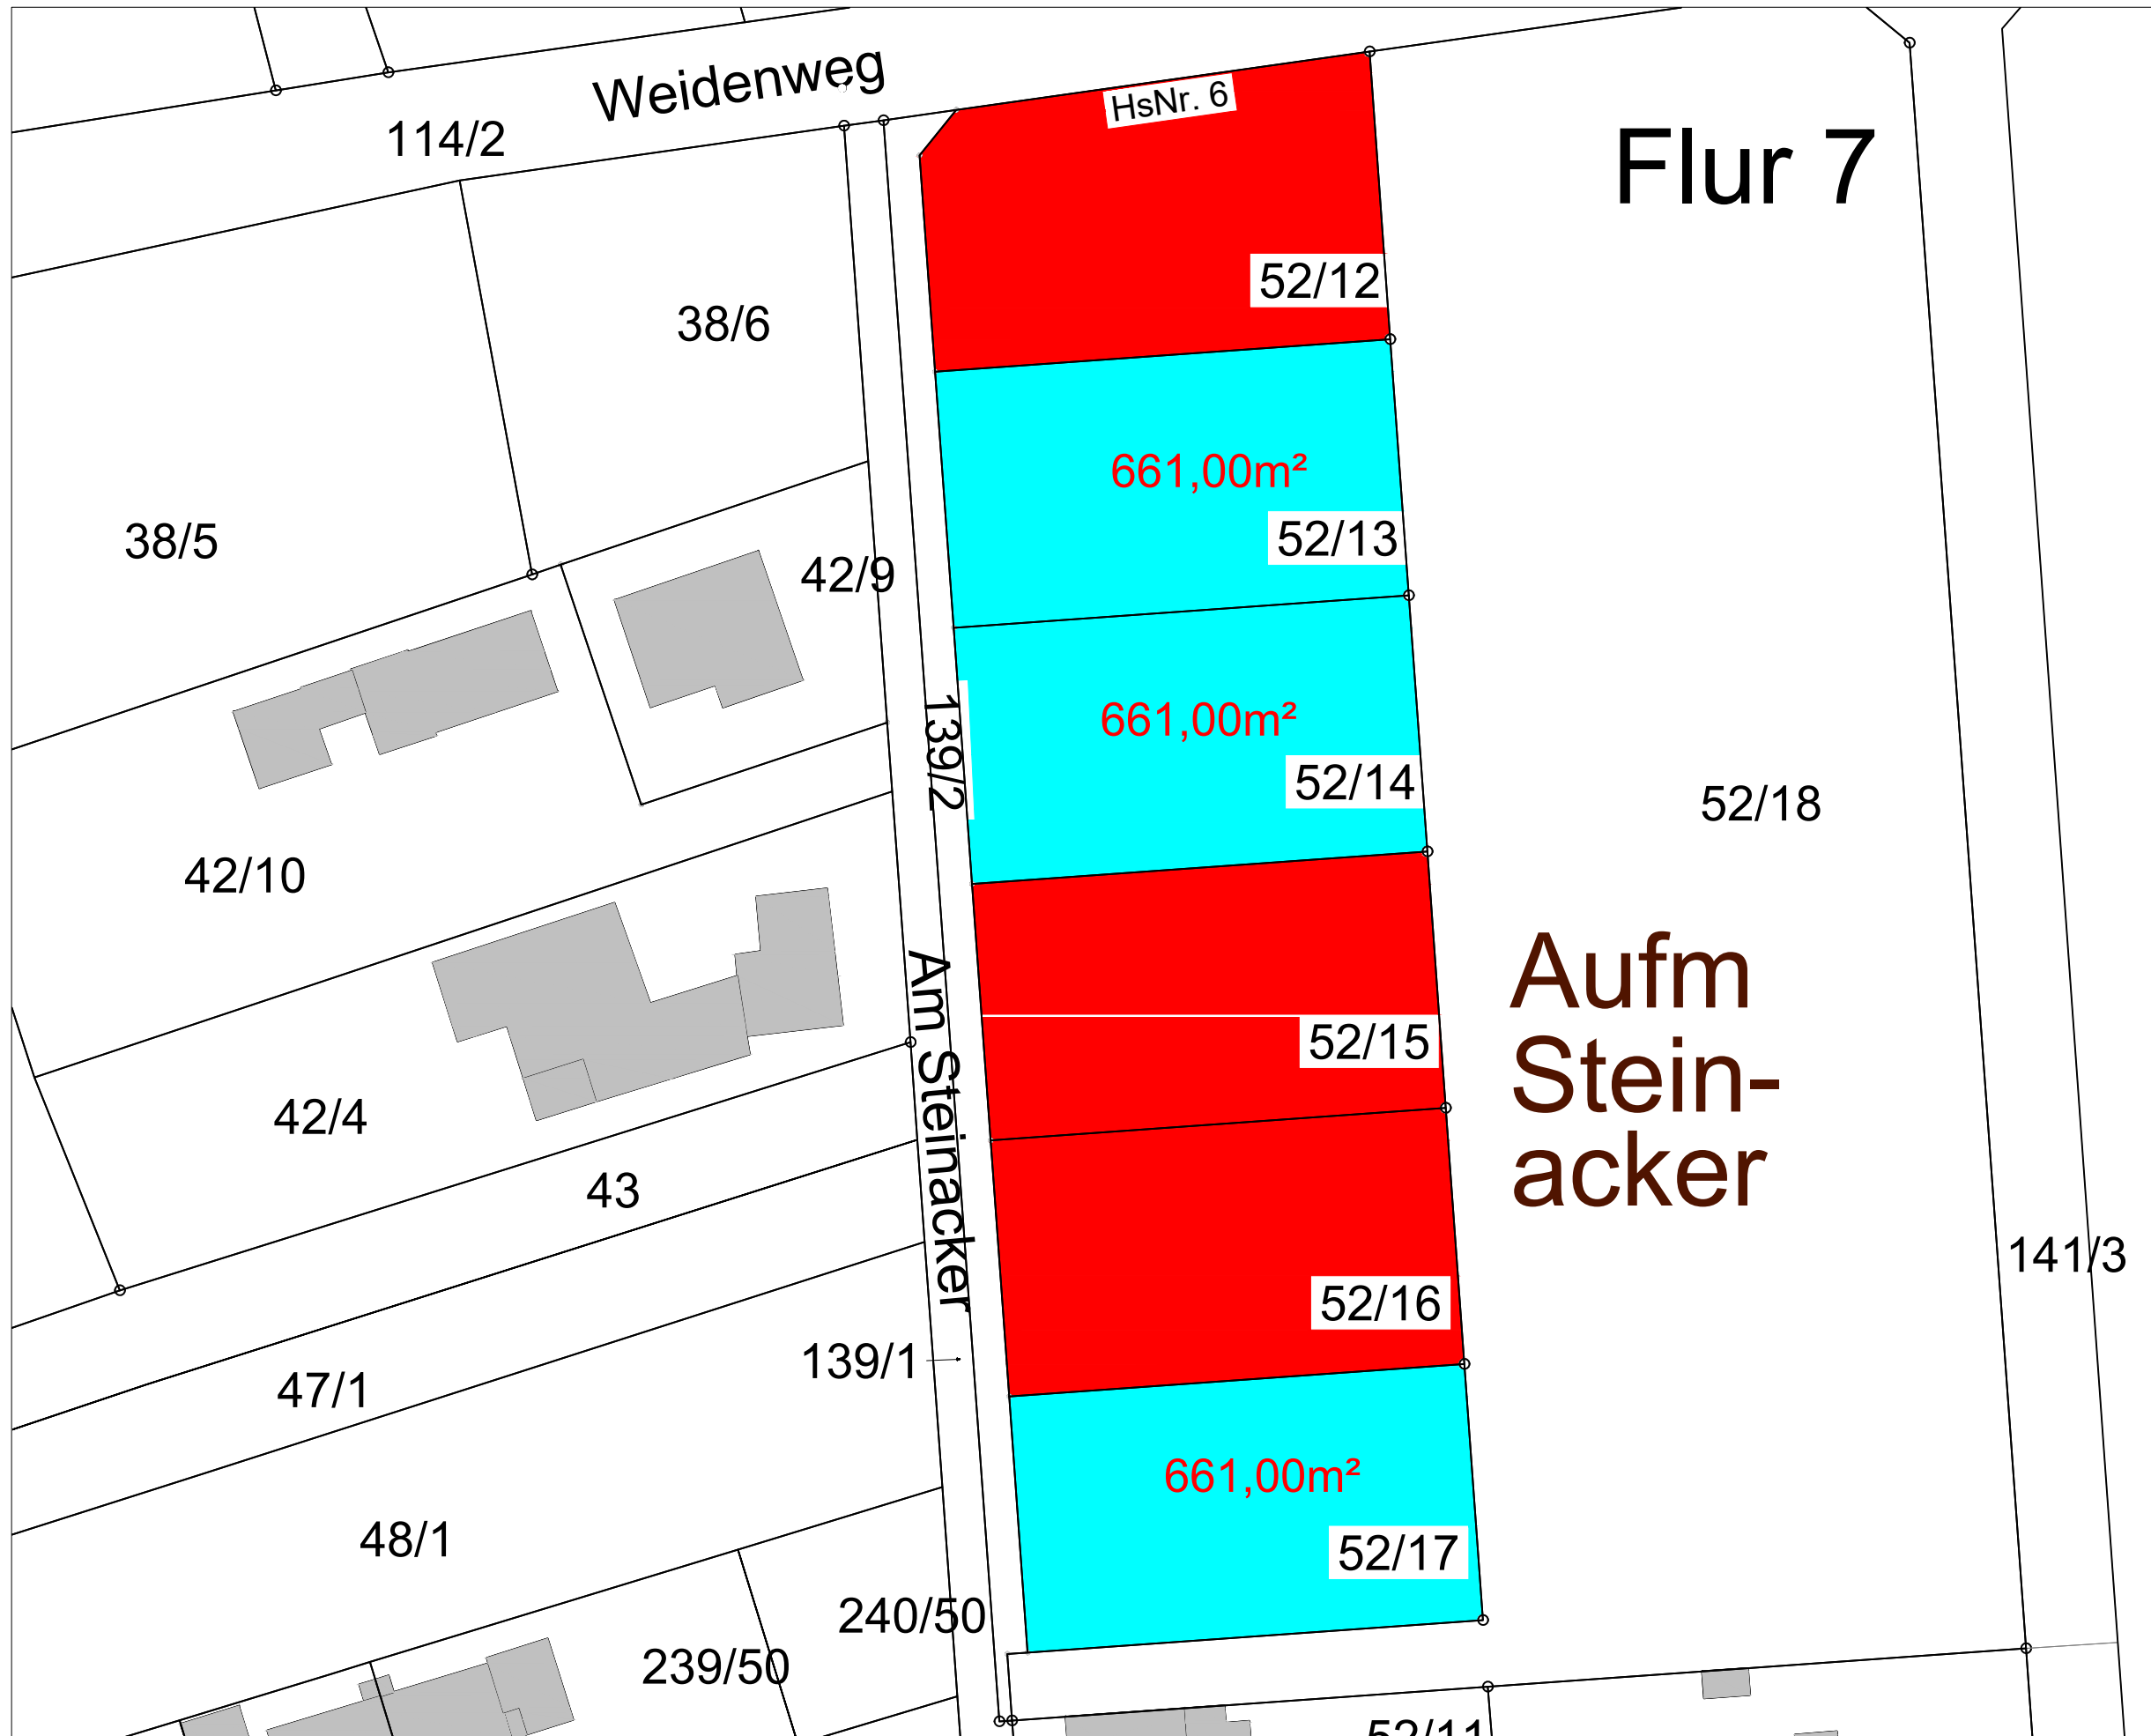 Weidenweg
HsNr. 6
114/2
Flur 7
52/12
38/6
661,00m²
38/5
52/13
42/9
661,00m²
139/2
52/14
52/18
42/10
Aufm
Stein-
acker
Am Steinacker
52/15
42/4
43
141/3
52/16
139/1
47/1
661,00m²
48/1
52/17
240/50
239/50
52/11